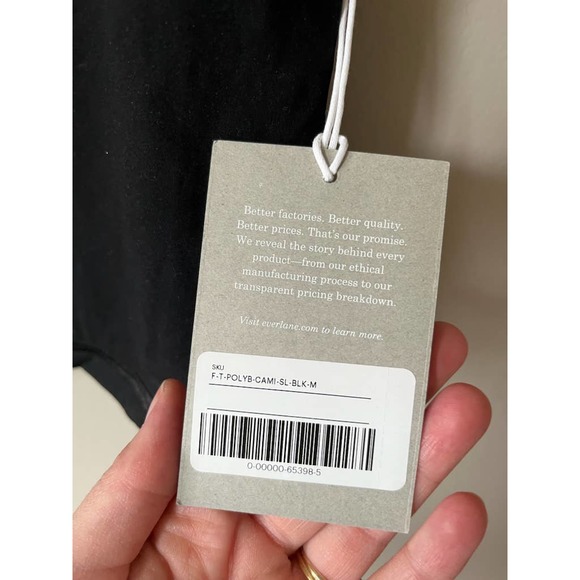 Better factories. Better quality.
Better prices. That's our promise.
We reveal the story behind every
product—from our ethical
manufacturing process to our
transparent pricing breakdown.
Visit everlane.com to learn more.
SKU
F-T-POLYB-CAMI-SL-BLK-M
0-00000-65398-5